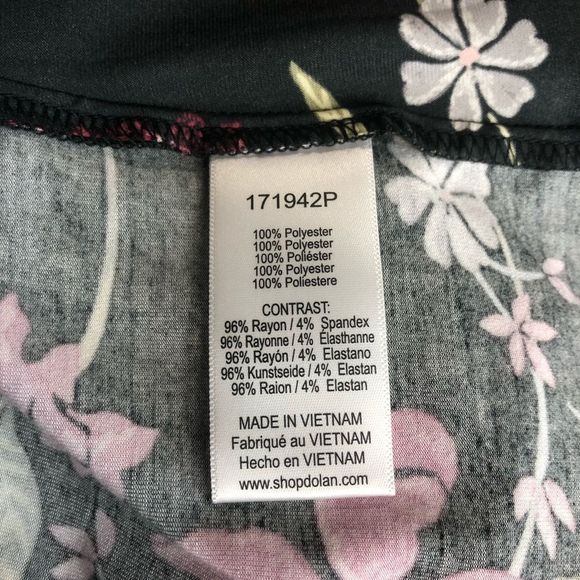 171942P
100% Polyester
100% Polyester
100% Poliéster
100% Polyester
100% Poliestere
CONTRAST:
96% Rayon / 4% Spandex
96% Rayonne / 4% Élasthanne
96% Rayón / 4% Elastano
96% Kunstseide / 4% Elastan
96% Raion / 4% Elastan
MADE IN VIETNAM
Fabriqué au VIETNAM
Hecho en VIETNAM
www.shopdolan.com